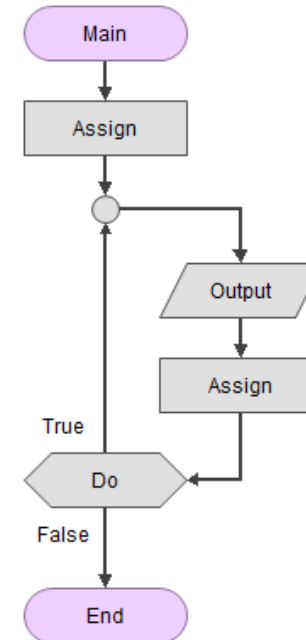 Main
Assign
Output
Assign
True
Do
False
End